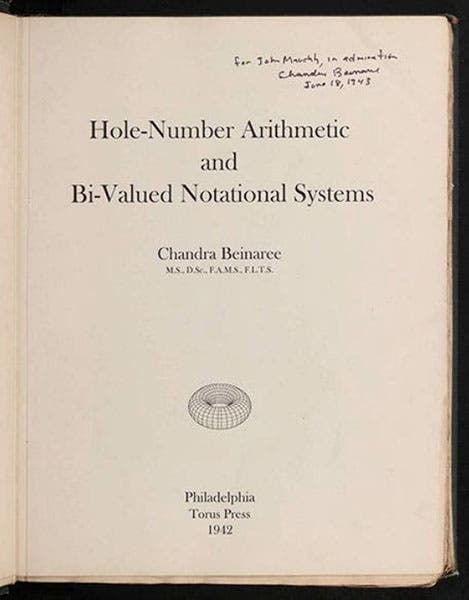 for John Mauchly, in admiration
Chandra Beinaree
June 18, 1943
Hole-Number Arithmetic
and
Bi-Valued Notational Systems
Chandra Beinaree
M.S., D.Sc., F.A.M.S., F.L.T.S.
Philadelphia
Torus Press
1942